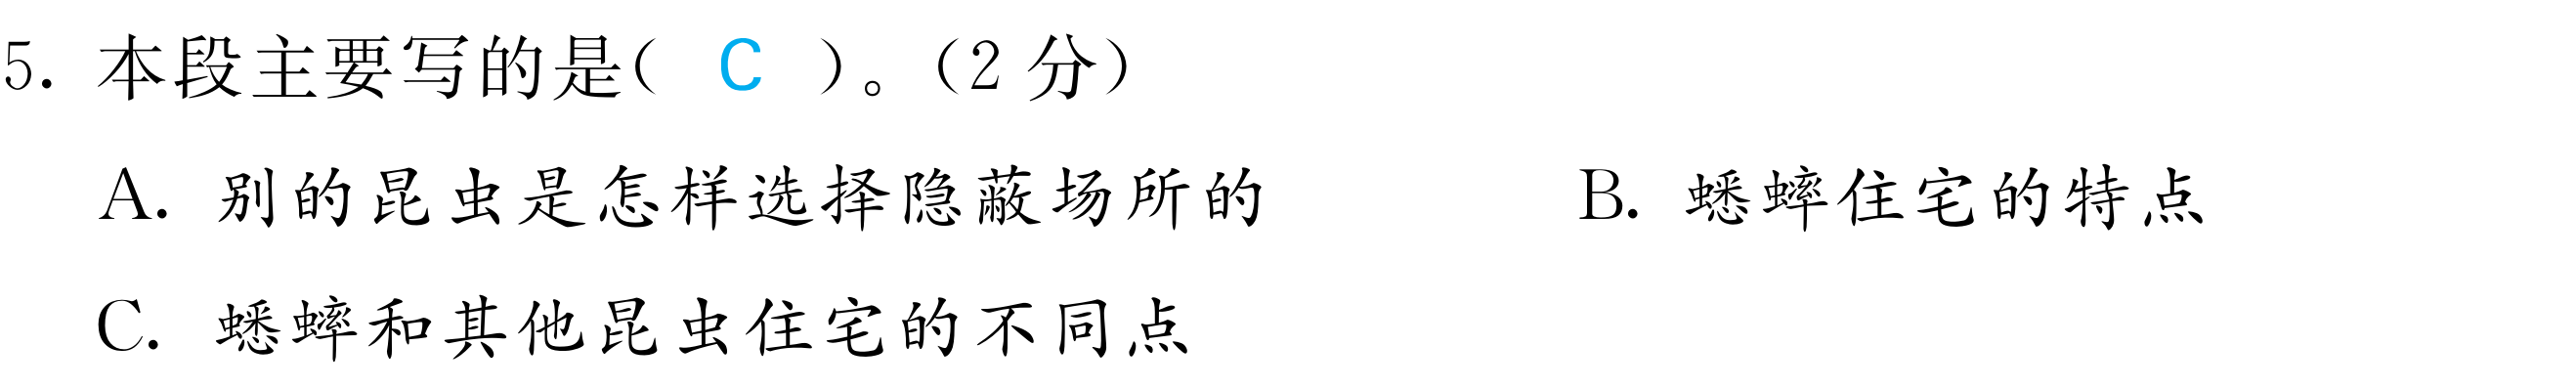 5. 本段主要写的是( C )。(2 分)
A. 别的昆虫是怎样选择隐蔽场所的 B. 蟋蟀住宅的特点
C. 蟋蟀和其他昆虫住宅的不同点